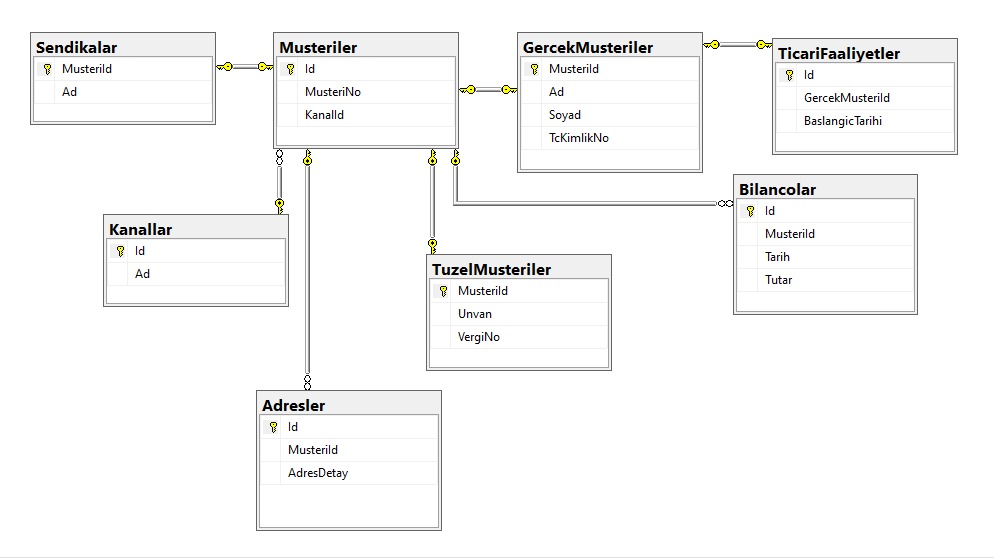 Sendikalar
MusteriId
Ad
Musteriler
Id
MusteriNo
KanalId
GercekMusteriler
MusteriId
Ad
Soyad
TcKimlikNo
TicariFaaliyetler
Id
GercekMusteriId
BaslangicTarihi
Bilancolar
Id
MusteriId
Tarih
Tutar
Kanallar
Id
Ad
TuzelMusteriler
MusteriId
Unvan
VergiNo
Adresler
Id
MusteriId
AdresDetay